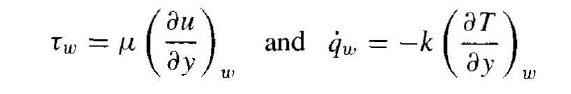 τ_w = μ (∂u/∂y)_w and q̇_w = −k (∂T/∂y)_w